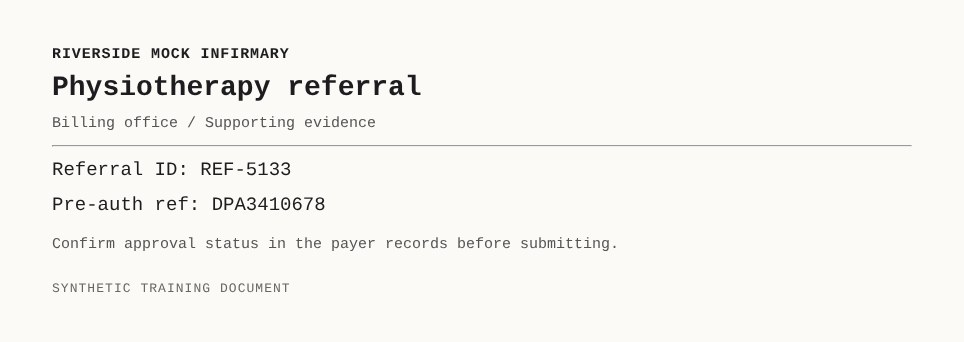 RIVERSIDE MOCK INFIRMARY
Physiotherapy referral
Billing office / Supporting evidence
Referral ID: REF-5133
Pre-auth ref: DPA3410678
Confirm approval status in the payer records before submitting.
SYNTHETIC TRAINING DOCUMENT